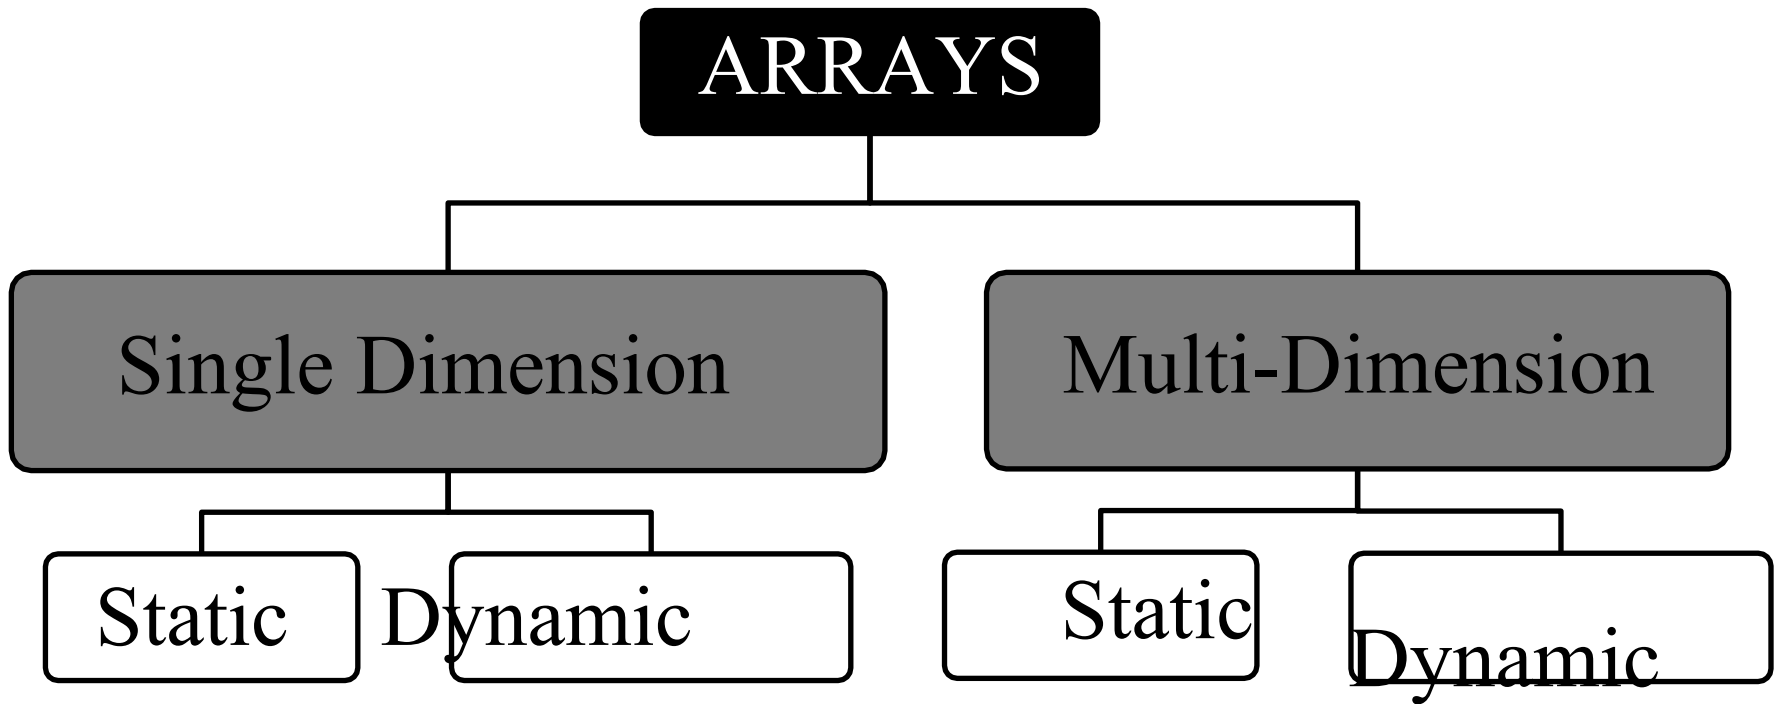 ARRAYS
Single Dimension
Multi-Dimension
Static
Dynamic
Static
Dynamic